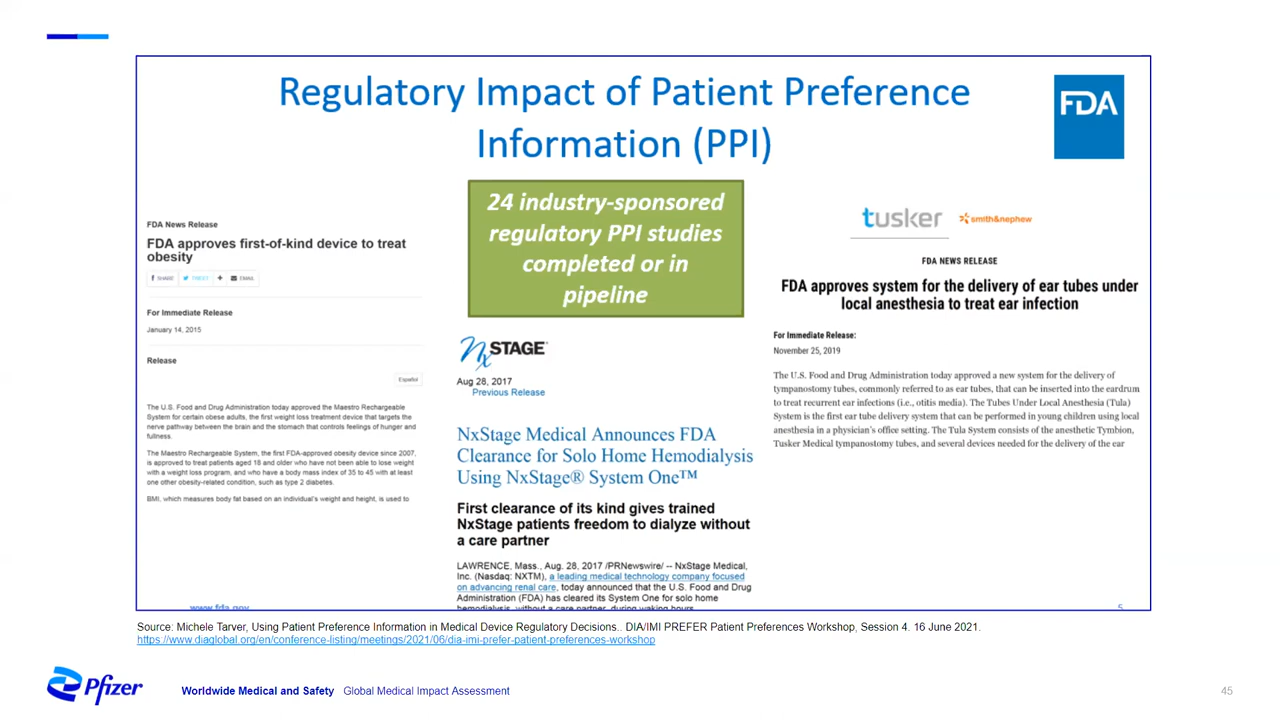 Regulatory Impact of Patient Preference
Information (PPI)
FDA
24 industry-sponsored
regulatory PPI studies
completed or in
pipeline
FDA News Release
FDA approves first-of-kind device to treat
obesity
SHARE
TWEET
EMAIL
For Immediate Release
January 14, 2015
Release
Español
The U.S. Food and Drug Administration today approved the Maestro Rechargeable
System for certain obese adults, the first weight loss treatment device that targets the
nerve pathway between the brain and the stomach that controls feelings of hunger and
fullness.
The Maestro Rechargeable System, the first FDA-approved obesity device since 2007,
is approved to treat patients aged 18 and older who have not been able to lose weight
with a weight loss program, and who have a body mass index of 35 to 45 with at least
one other obesity-related condition, such as type 2 diabetes.
BMI, which measures body fat based on an individual's weight and height, is used to
www.fda.gov
NxSTAGE
Aug 28, 2017
Previous Release
NxStage Medical Announces FDA
Clearance for Solo Home Hemodialysis
Using NxStage® System One™
First clearance of its kind gives trained
NxStage patients freedom to dialyze without
a care partner
LAWRENCE, Mass., Aug. 28, 2017 /PRNewswire/ -- NxStage Medical,
Inc. (Nasdaq: NXTM), a leading medical technology company focused
on advancing renal care, today announced that the U.S. Food and Drug
Administration (FDA) has cleared its System One for solo home
hemodialysis, without a care partner, during waking hours
tusker
smith&nephew
FDA NEWS RELEASE
FDA approves system for the delivery of ear tubes under
local anesthesia to treat ear infection
For Immediate Release:
November 25, 2019
The U.S. Food and Drug Administration today approved a new system for the delivery of
tympanostomy tubes, commonly referred to as ear tubes, that can be inserted into the eardrum
to treat recurrent ear infections (i.e., otitis media). The Tubes Under Local Anesthesia (Tula)
System is the first ear tube delivery system that can be performed in young children using local
anesthesia in a physician's office setting. The Tula System consists of the anesthetic Tymbion,
Tusker Medical tympanostomy tubes, and several devices needed for the delivery of the ear
5
Source: Michele Tarver, Using Patient Preference Information in Medical Device Regulatory Decisions.. DIA/IMI PREFER Patient Preferences Workshop, Session 4. 16 June 2021.
https://www.diaglobal.org/en/conference-listing/meetings/2021/06/dia-imi-prefer-patient-preferences-workshop
Pfizer
Worldwide Medical and Safety Global Medical Impact Assessment
45